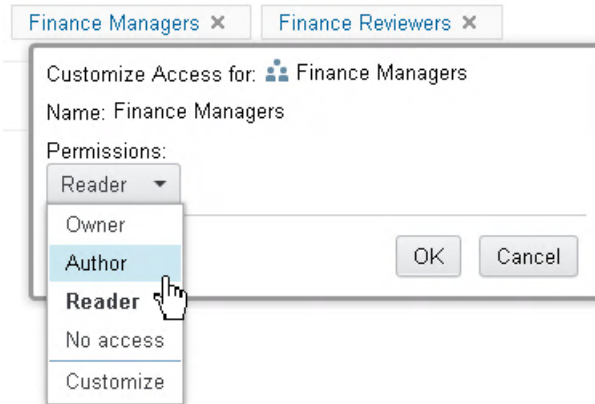 Finance Managers ×
Finance Reviewers ×
Customize Access for: Finance Managers
Name: Finance Managers
Permissions:
Reader
Owner
Author
Reader
No access
Customize
OK
Cancel